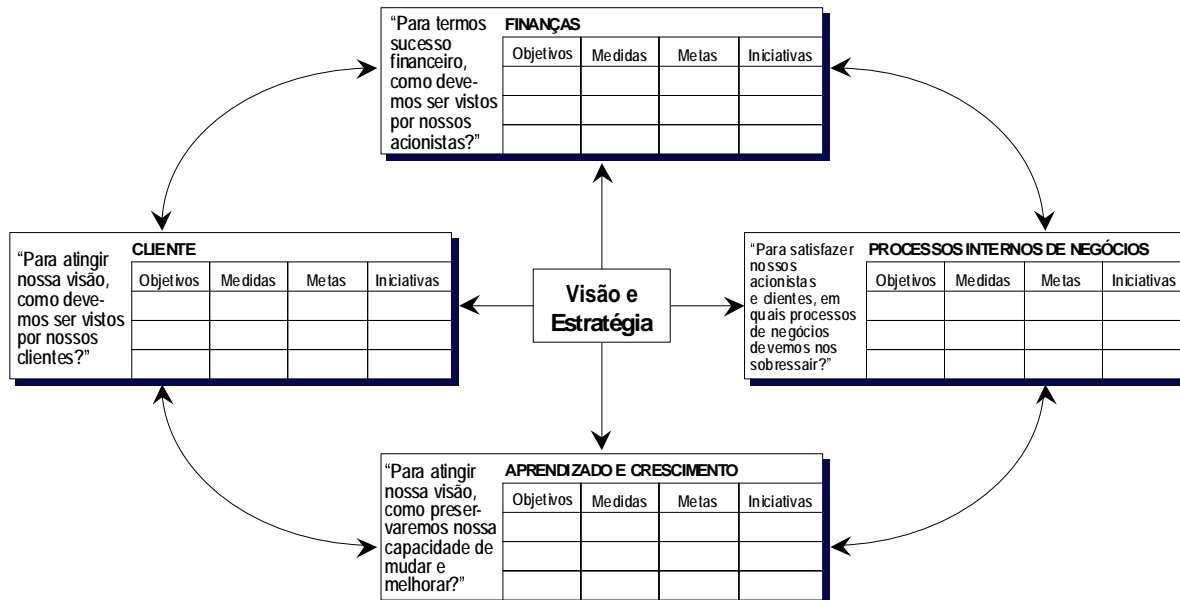 “Para termos
sucesso
financeiro,
como deve-
mos ser vistos
por nossos
acionistas?”
FINANÇAS
Objetivos Medidas Metas Iniciativas
“Para atingir
nossa visão,
como deve-
mos ser vistos
por nossos
clientes?”
CLIENTE
Objetivos Medidas Metas Iniciativas
Visão e
Estratégia
“Para satisfazer
nossos
acionistas
e clientes, em
quais processos
de negócios
devemos nos
sobressair?”
PROCESSOS INTERNOS DE NEGÓCIOS
Objetivos Medidas Metas Iniciativas
“Para atingir
nossa visão,
como preser-
varemos nossa
capacidade de
mudar e
melhorar?”
APRENDIZADO E CRESCIMENTO
Objetivos Medidas Metas Iniciativas